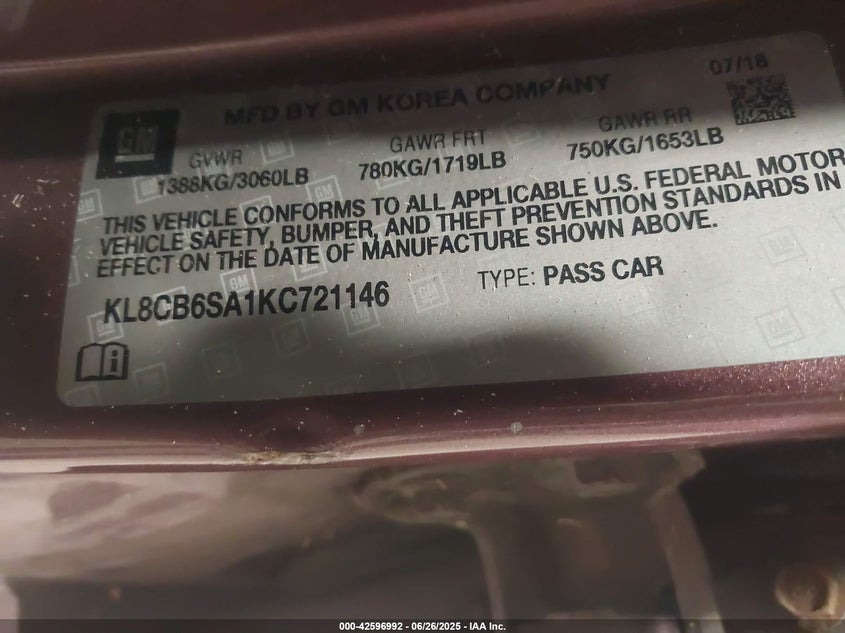 07/18
MFD BY GM KOREA COMPANY
GM
GVWR GAWR FRT GAWR RR
1388KG/3060LB 780KG/1719LB 750KG/1653LB
THIS VEHICLE CONFORMS TO ALL APPLICABLE U.S. FEDERAL MOTOR
VEHICLE SAFETY, BUMPER, AND THEFT PREVENTION STANDARDS IN
EFFECT ON THE DATE OF MANUFACTURE SHOWN ABOVE.
KL8CB6SA1KC721146 TYPE: PASS CAR
000-42596992 - 06/26/2025 - IAA Inc.